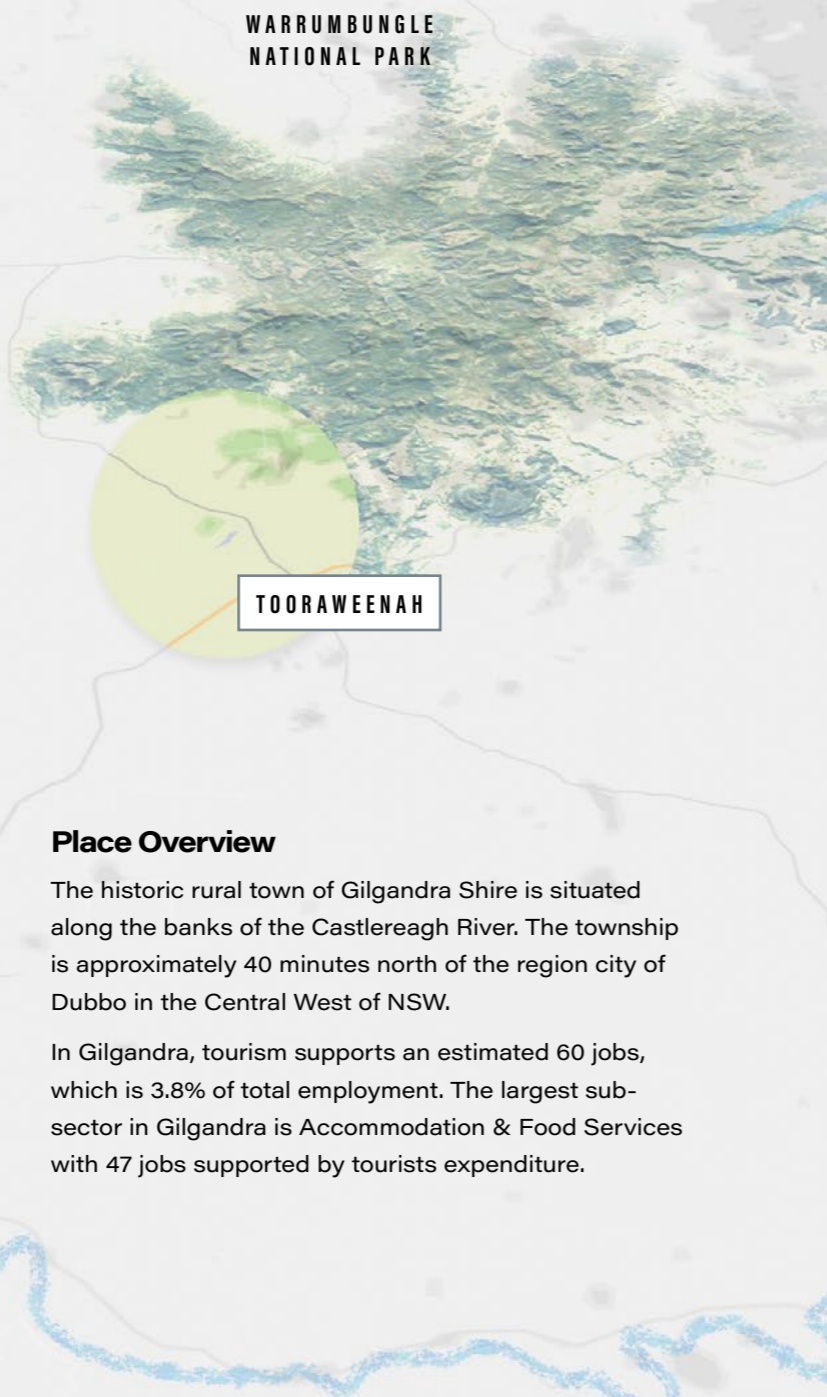 WARRUMBUNGLE
NATIONAL PARK
TOORAWEENAH
Place Overview
The historic rural town of Gilgandra Shire is situated
along the banks of the Castlereagh River. The township
is approximately 40 minutes north of the region city of
Dubbo in the Central West of NSW.
In Gilgandra, tourism supports an estimated 60 jobs,
which is 3.8% of total employment. The largest sub-
sector in Gilgandra is Accommodation & Food Services
with 47 jobs supported by tourists expenditure.